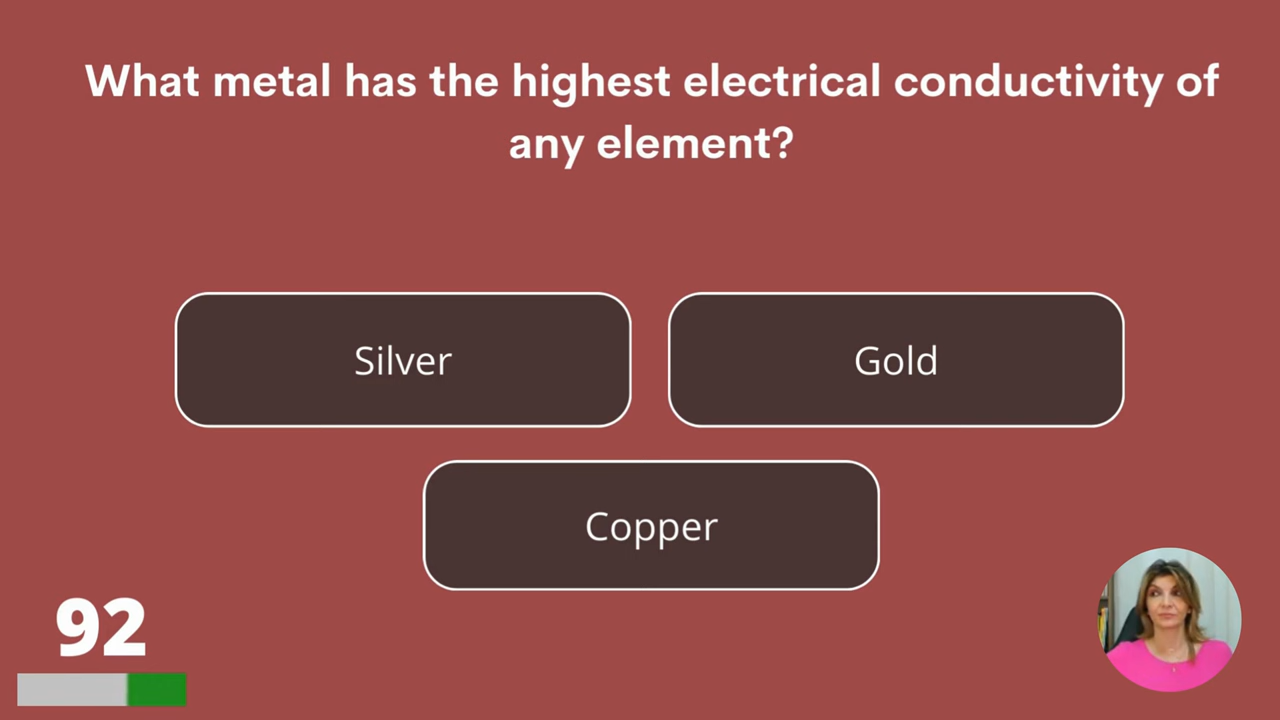 What metal has the highest electrical conductivity of
any element?
Silver
Gold
Copper
92